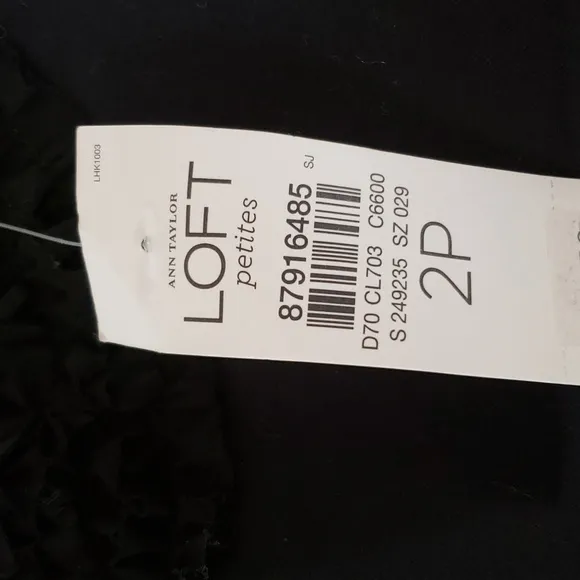 LHK1003
ANN TAYLOR
LOFT
petites
87916485 SJ
D70 CL703 C6600
S 249235 SZ 029
2P